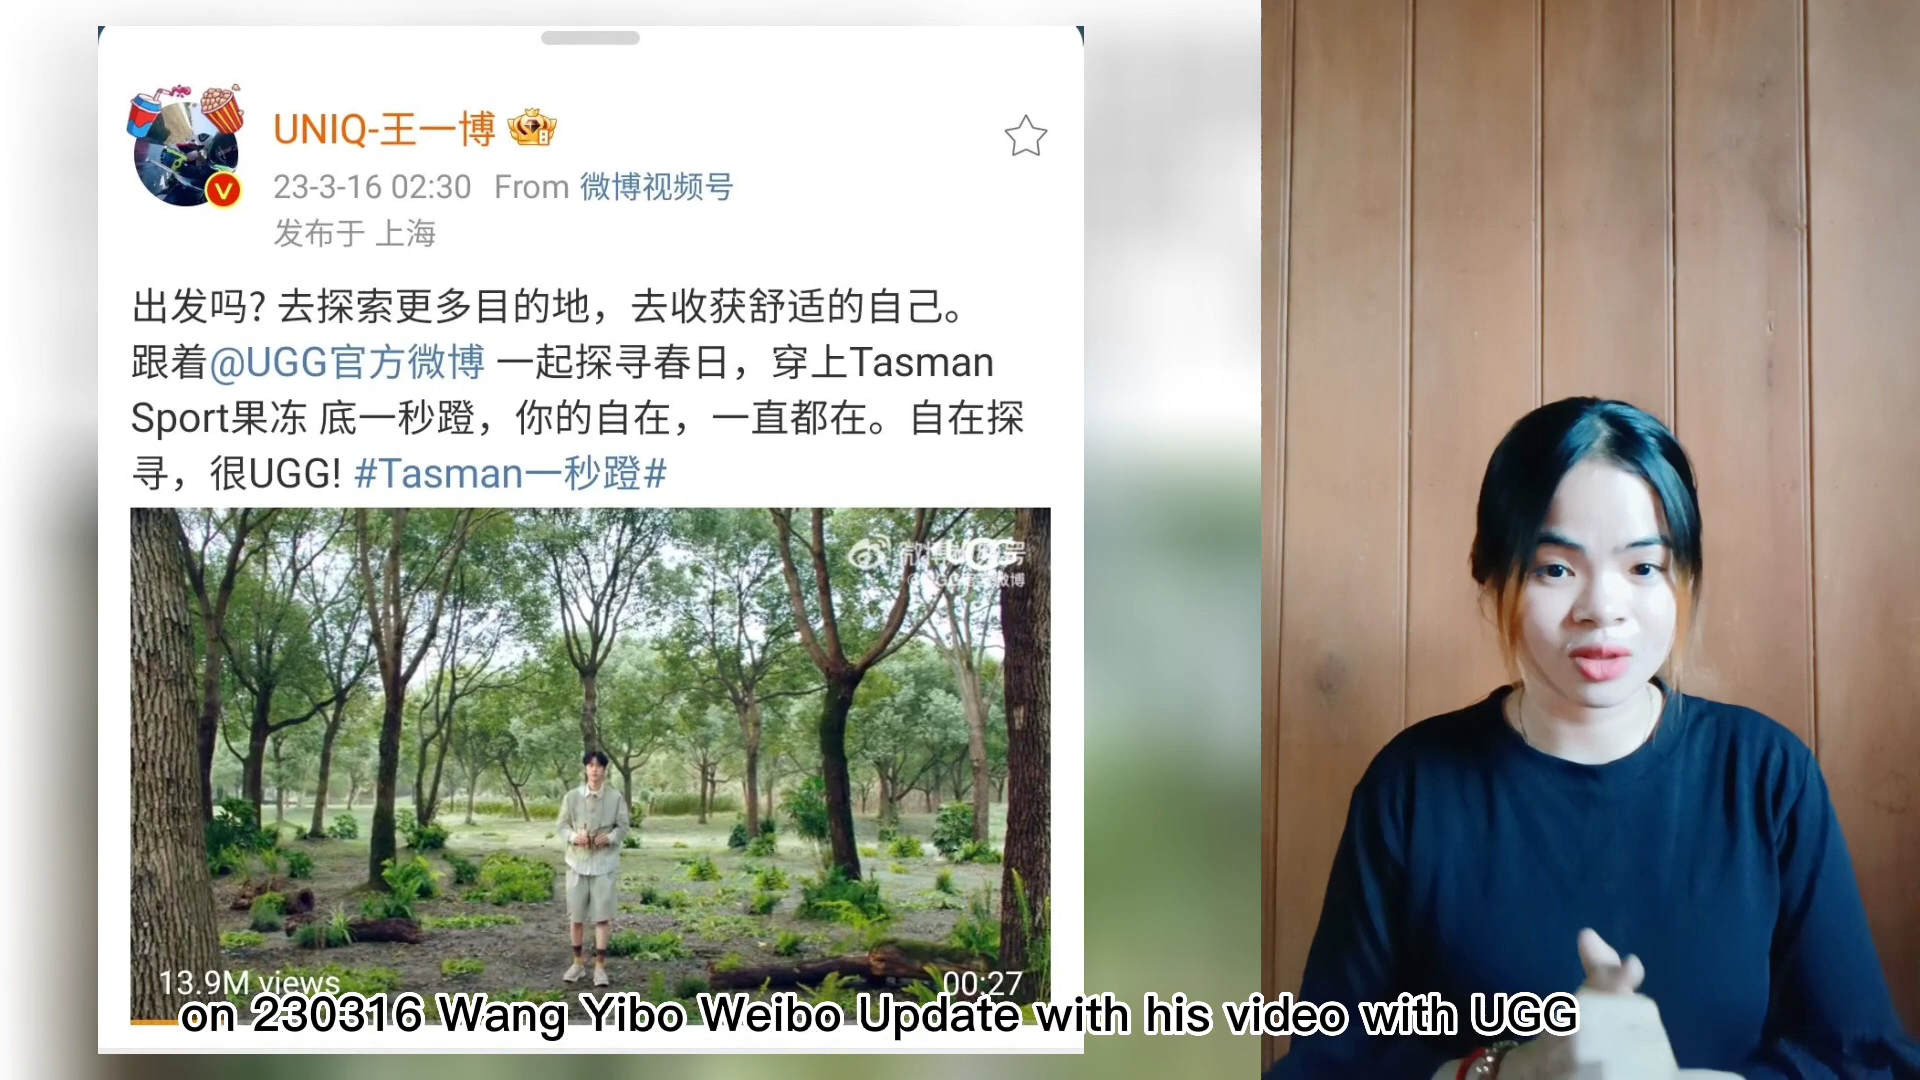 UNIQ-王一博
23-3-16 02:30 From 微博视频号
发布于 上海
出发吗? 去探索更多目的地，去收获舒适的自己。
跟着@UGG官方微博 一起探寻春日，穿上Tasman
Sport果冻 底一秒蹬，你的自在，一直都在。自在探
寻，很UGG! #Tasman一秒蹬#
13.9M views
00:27
on 230316 Wang Yibo Weibo Update with his video with UGG